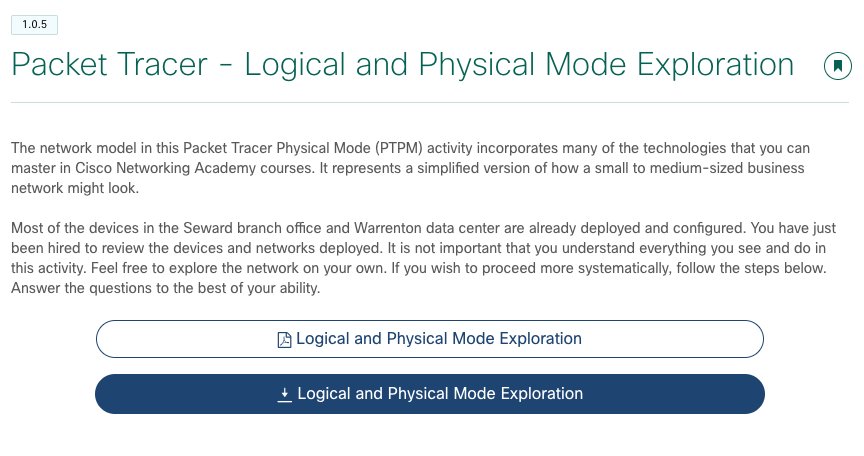 1.0.5
Packet Tracer - Logical and Physical Mode Exploration
The network model in this Packet Tracer Physical Mode (PTPM) activity incorporates many of the technologies that you can
master in Cisco Networking Academy courses. It represents a simplified version of how a small to medium-sized business
network might look.
Most of the devices in the Seward branch office and Warrenton data center are already deployed and configured. You have just
been hired to review the devices and networks deployed. It is not important that you understand everything you see and do in
this activity. Feel free to explore the network on your own. If you wish to proceed more systematically, follow the steps below.
Answer the questions to the best of your ability.
Logical and Physical Mode Exploration
Logical and Physical Mode Exploration